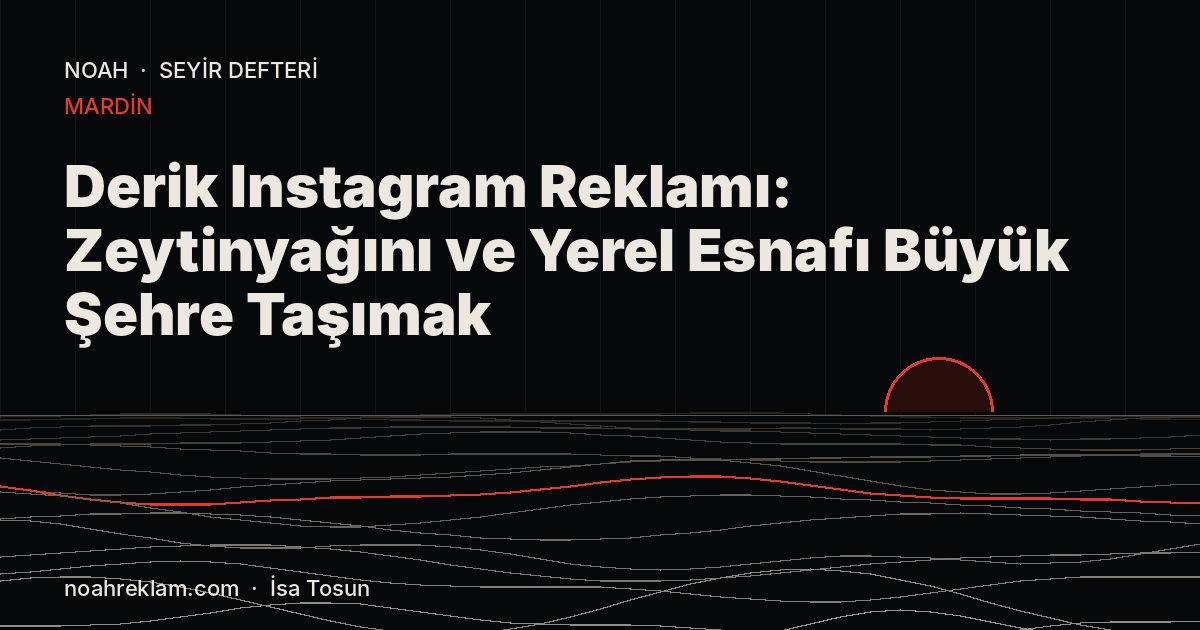 NOAH · SEYİR DEFTERİ
MARDİN
Derik Instagram Reklamı:
Zeytinyağını ve Yerel Esnafı Büyük
Şehre Taşımak
noahreklam.com · İsa Tosun